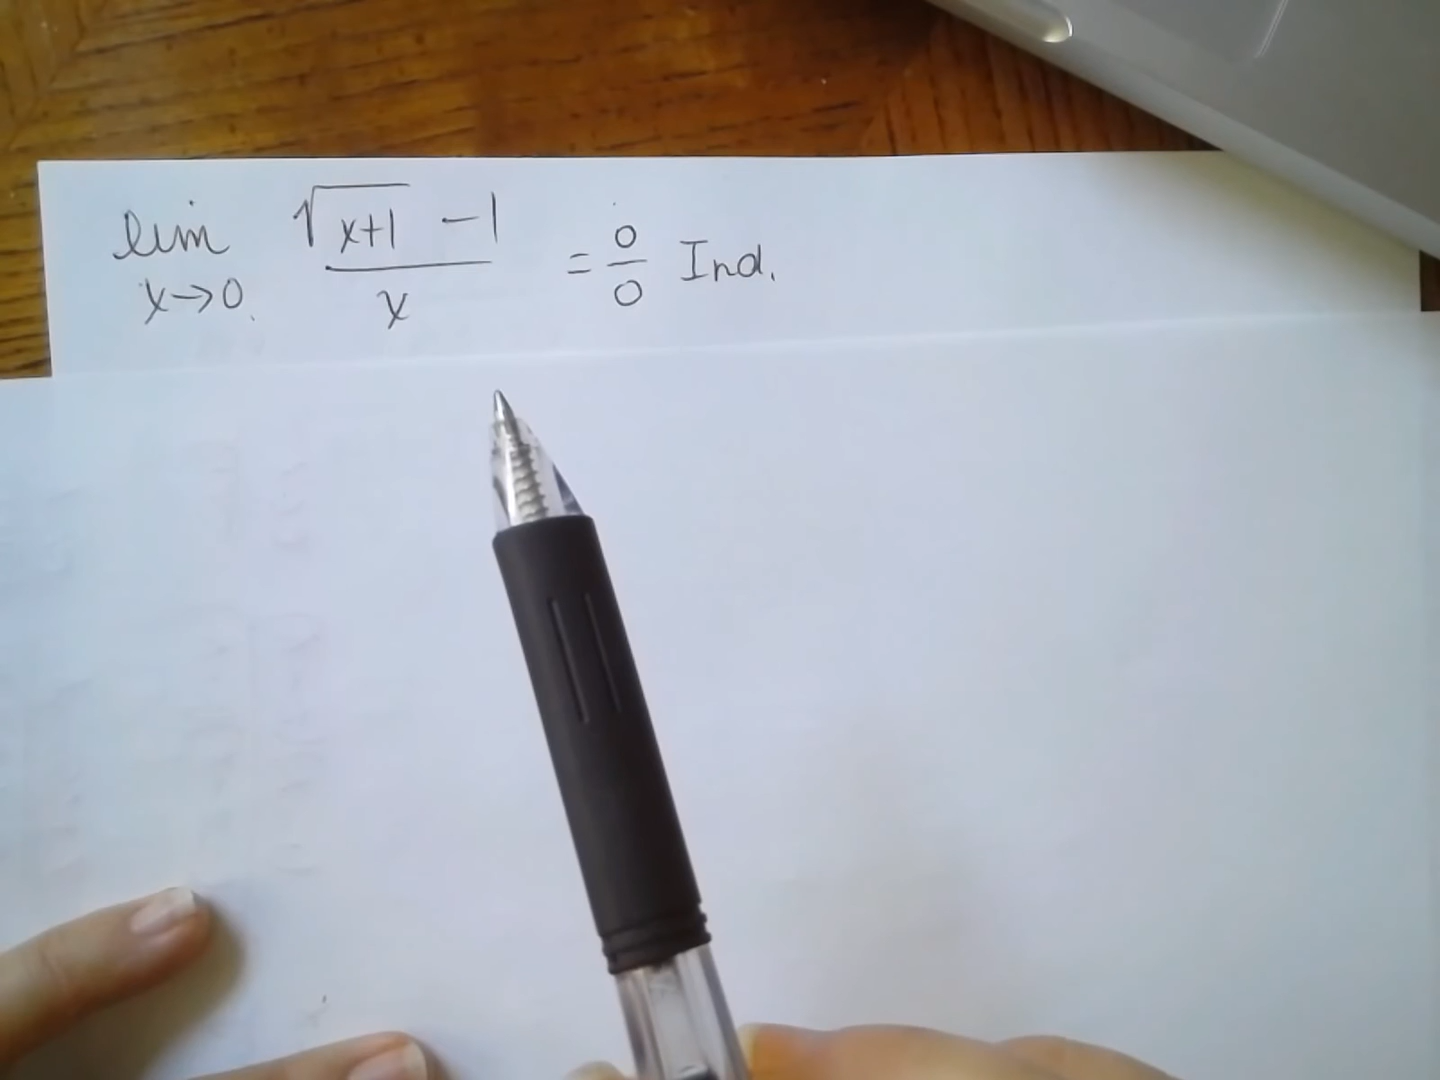 lim x→0 √(x+1) -1 / x = 0/0 Ind.